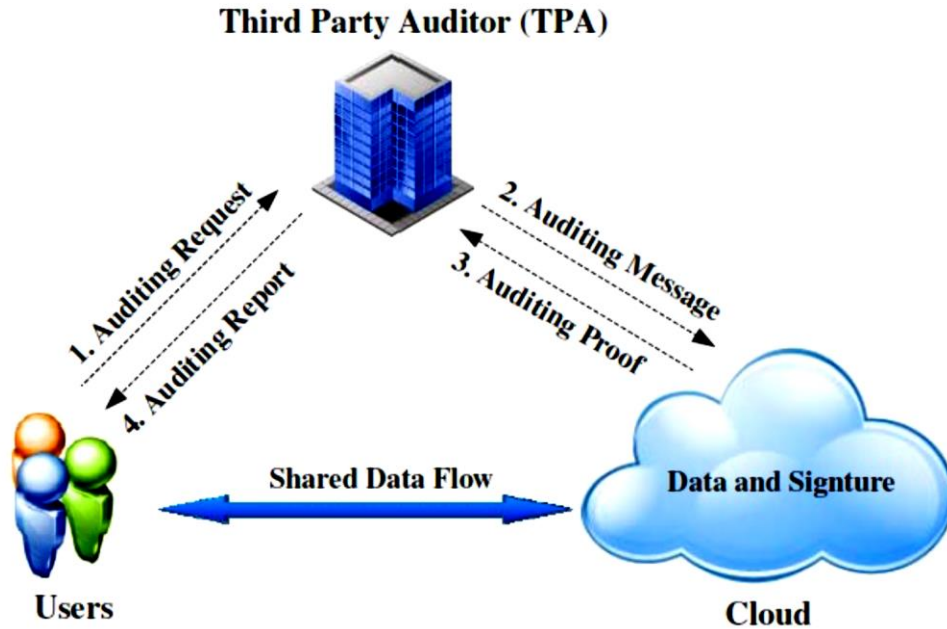 Third Party Auditor (TPA)
1. Auditing Request
4. Auditing Report
2. Auditing Message
3. Auditing Proof
Shared Data Flow
Data and Signture
Users
Cloud